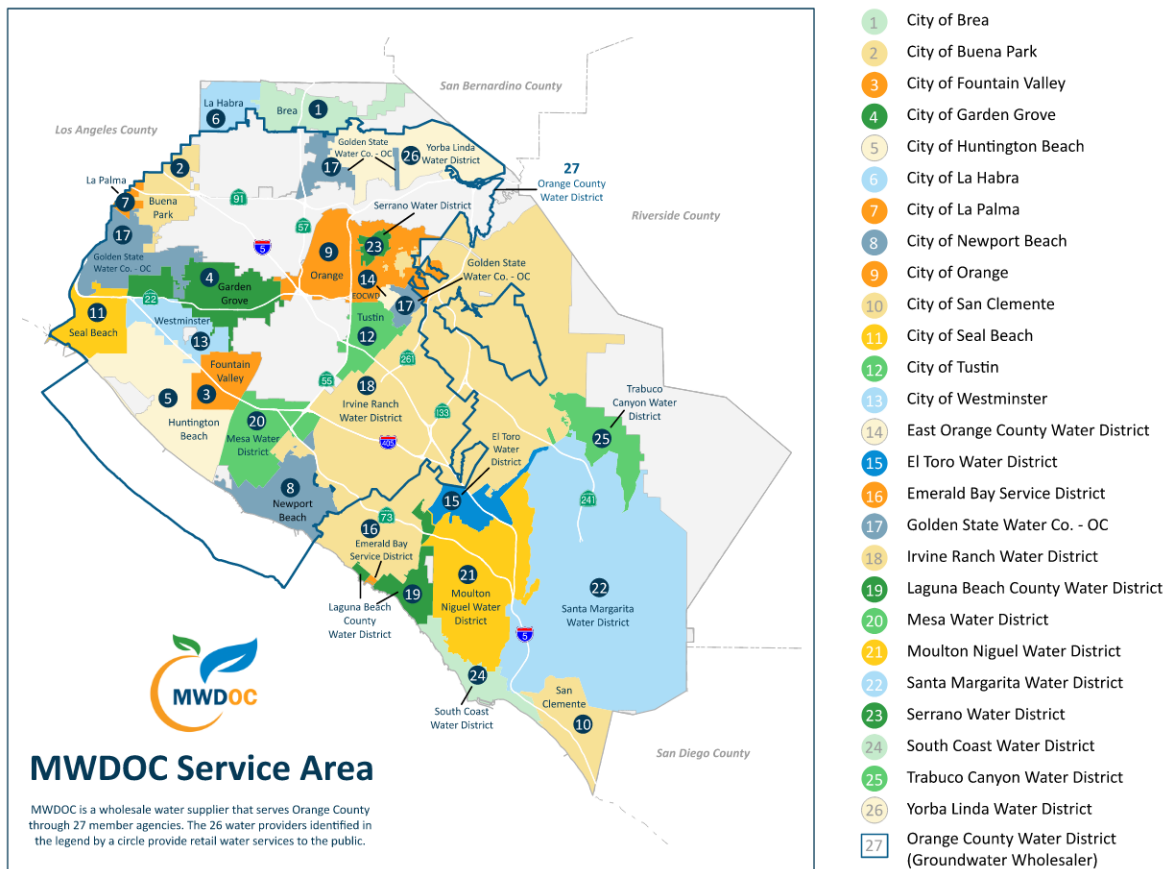 San Bernardino County
La Habra
6
Brea
1
Los Angeles County
Golden State
Water Co. - OC
26
Yorba Linda
Water District
2
17
27
Orange County
Water District
La Palma
7
Buena
Park
91
Serrano Water District
Riverside County
57
17
5
23
Golden State
Water Co. - OC
9
Orange
Golden State
Water Co. - OC
4
Garden
Grove
14
EOCWD
17
22
11
Seal Beach
Westminster
13
Tustin
12
261
Fountain
Valley
3
55
18
Irvine Ranch
Water District
133
Trabuco
Canyon Water
District
5
Huntington
Beach
20
Mesa Water
District
405
El Toro
Water
District
25
8
Newport
Beach
15
241
73
16
Emerald Bay
Service District
21
Moulton
Niguel Water
District
22
Santa Margarita
Water District
19
Laguna Beach
County
Water District
5
24
South Coast
Water District
San
Clemente
10
San Diego County
MWDOC
MWDOC Service Area
MWDOC is a wholesale water supplier that serves Orange County
through 27 member agencies. The 26 water providers identified in
the legend by a circle provide retail water services to the public.
1 City of Brea
2 City of Buena Park
3 City of Fountain Valley
4 City of Garden Grove
5 City of Huntington Beach
6 City of La Habra
7 City of La Palma
8 City of Newport Beach
9 City of Orange
10 City of San Clemente
11 City of Seal Beach
12 City of Tustin
13 City of Westminster
14 East Orange County Water District
15 El Toro Water District
16 Emerald Bay Service District
17 Golden State Water Co. - OC
18 Irvine Ranch Water District
19 Laguna Beach County Water District
20 Mesa Water District
21 Moulton Niguel Water District
22 Santa Margarita Water District
23 Serrano Water District
24 South Coast Water District
25 Trabuco Canyon Water District
26 Yorba Linda Water District
27 Orange County Water District
(Groundwater Wholesaler)